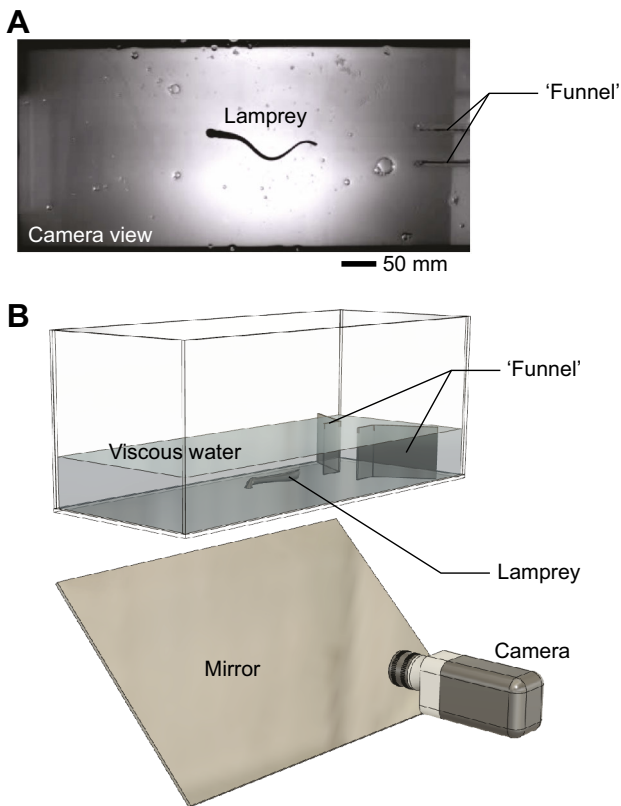 A
Lamprey
‘Funnel’
Camera view
50 mm
B
‘Funnel’
Viscous water
Lamprey
Camera
Mirror